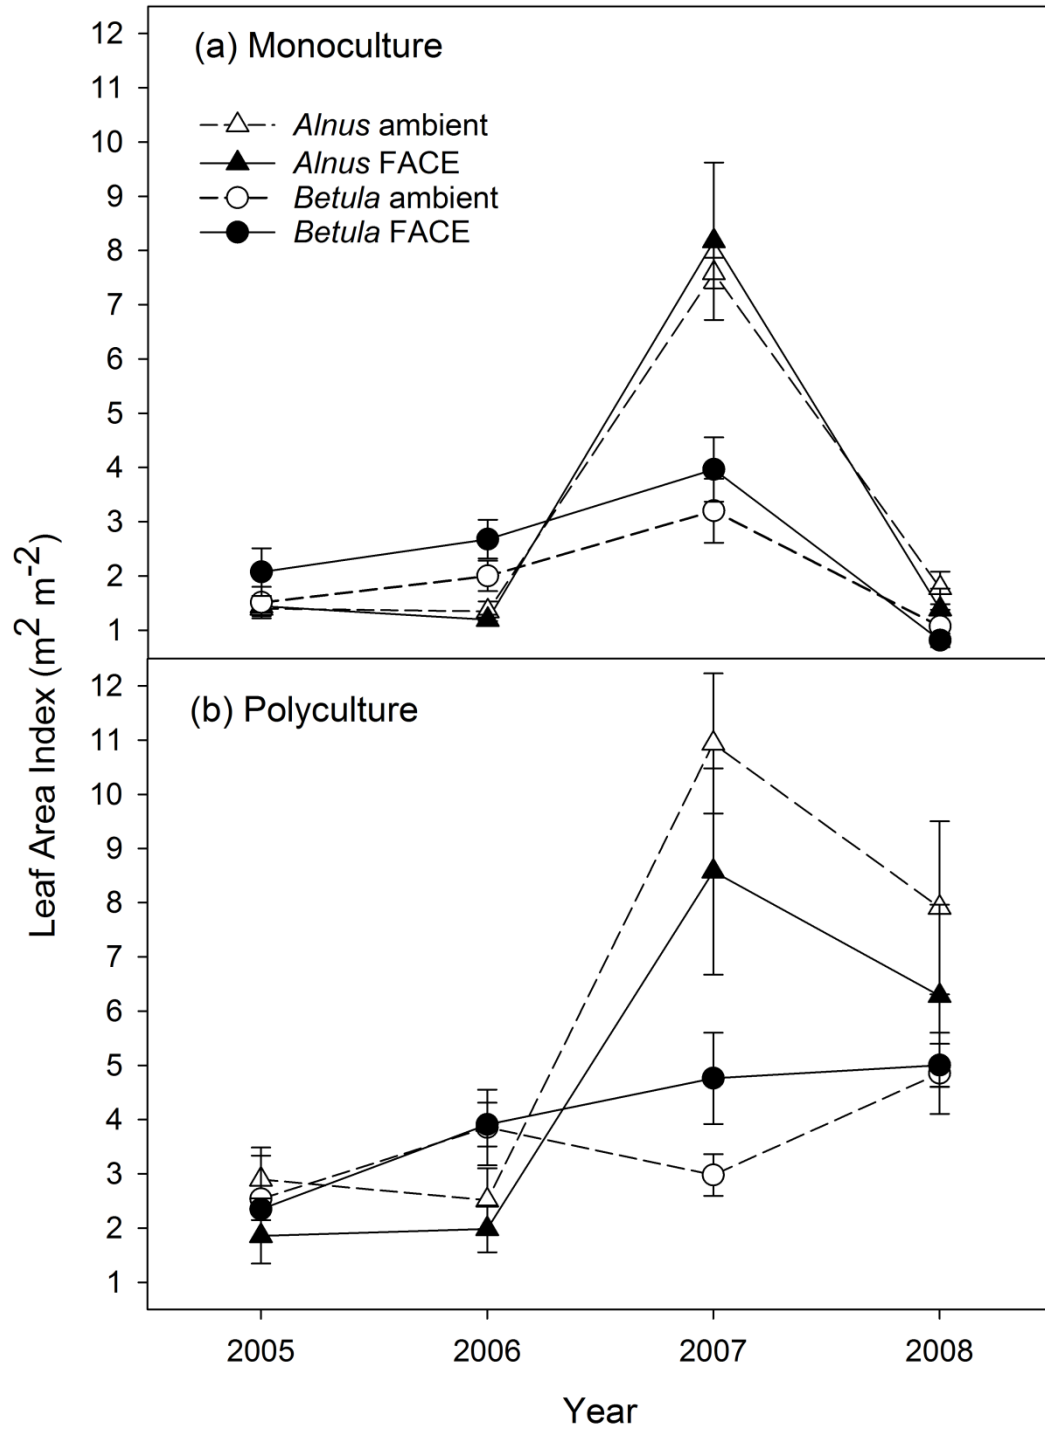 12
(a) Monoculture
11
Alnus ambient
10
Alnus FACE
9
Betula ambient
Betula FACE
8
7
6
5
4
3
2
1
Leaf Area Index (m² m⁻²)
12
(b) Polyculture
11
10
9
8
7
6
5
4
3
2
1
2005 2006 2007 2008
Year